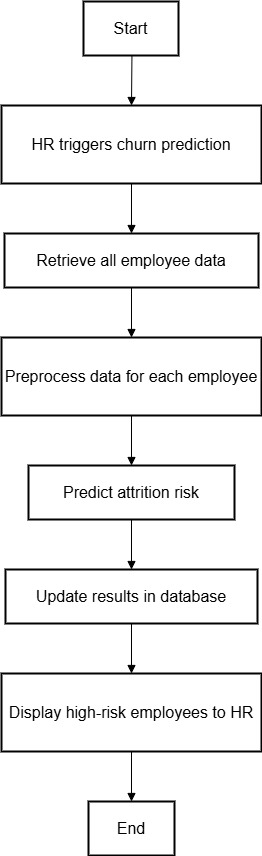 Start
HR triggers churn prediction
Retrieve all employee data
Preprocess data for each employee
Predict attrition risk
Update results in database
Display high-risk employees to HR
End